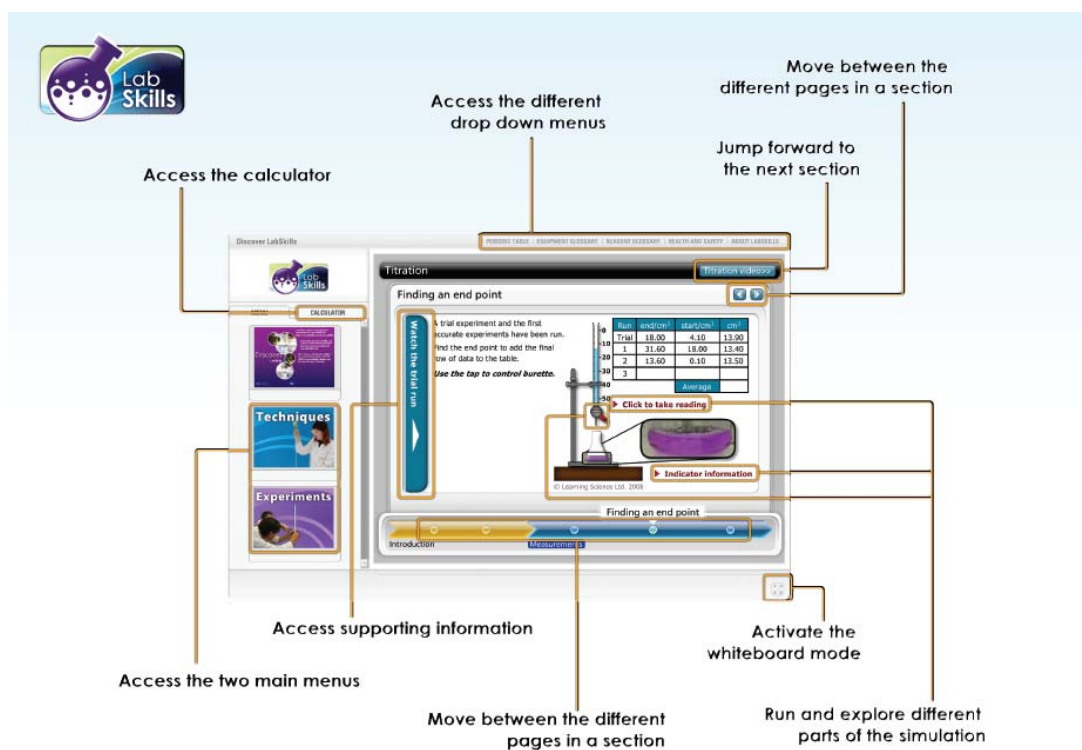 Lab
Skills
Move between the
different pages in a section
Access the different
drop down menus
Jump forward to
the next section
Access the calculator
Discover LabSkills
PERIODIC TABLE | EQUIPMENT GLOSSARY | REAGENT GLOSSARY | HEALTH AND SAFETY | ABOUT LABSKILLS
Lab
Skills
CALCULATOR
Titration
Titration video>>
Finding an end point
Watch the trial run
A trial experiment and the first
accurate experiments have been run.
Find the end point to add the final
row of data to the table.
Use the tap to control burette.
0
10
20
30
40
50
Run end/cm³ start/cm³ cm³
Trial 18.00 4.10 13.90
1 31.60 18.00 13.40
2 13.60 0.10 13.50
3
Average
Click to take reading
Indicator information
© Learning Science Ltd. 2008
Discover
Techniques
Experiments
Finding an end point
Introduction
Measurements
Access supporting information
Activate the
whiteboard mode
Access the two main menus
Move between the different
pages in a section
Run and explore different
parts of the simulation